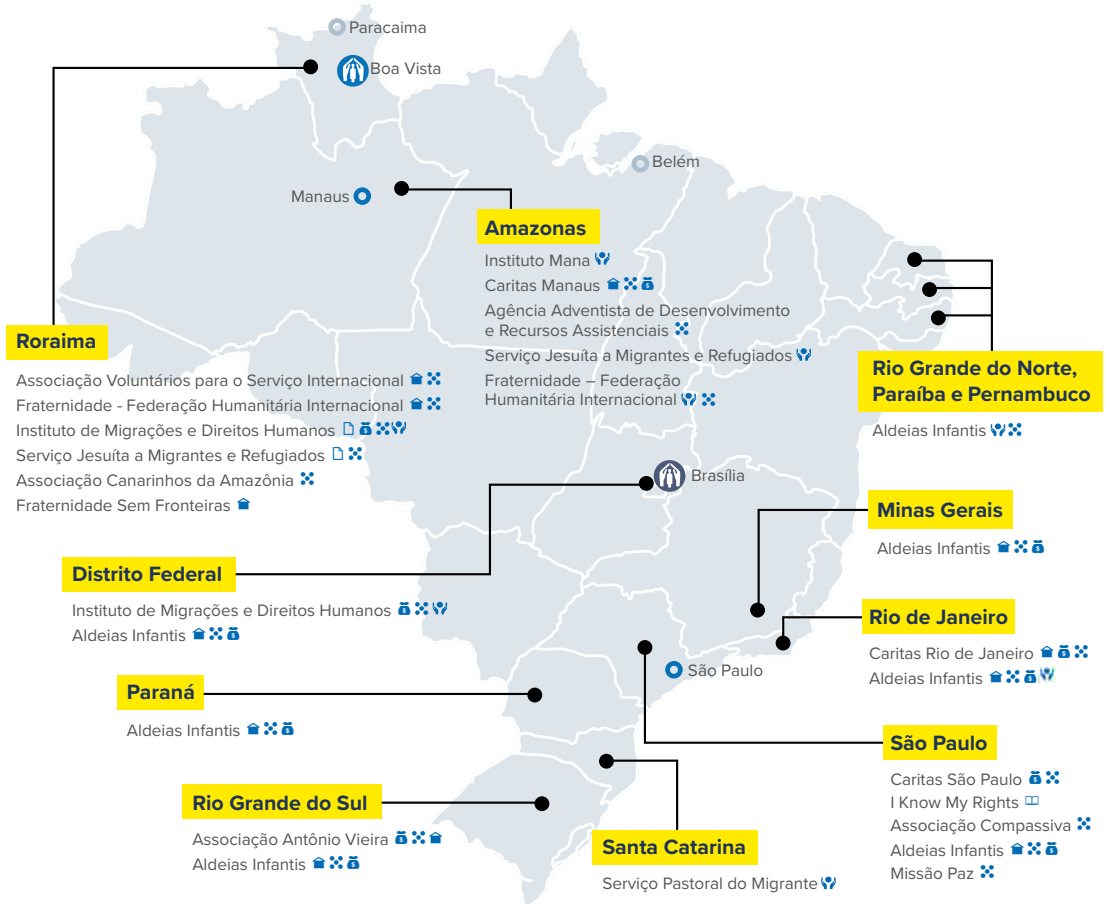 Paracaima
Boa Vista
Belém
Manaus
Amazonas
Instituto Mana
Caritas Manaus
Agência Adventista de Desenvolvimento
e Recursos Assistenciais
Serviço Jesuíta a Migrantes e Refugiados
Fraternidade – Federação
Humanitária Internacional
Roraima
Associação Voluntários para o Serviço Internacional
Fraternidade - Federação Humanitária Internacional
Instituto de Migrações e Direitos Humanos
Serviço Jesuíta a Migrantes e Refugiados
Associação Canarinhos da Amazônia
Fraternidade Sem Fronteiras
Rio Grande do Norte,
Paraíba e Pernambuco
Aldeias Infantis
Brasília
Minas Gerais
Aldeias Infantis
Distrito Federal
Instituto de Migrações e Direitos Humanos
Aldeias Infantis
Rio de Janeiro
Caritas Rio de Janeiro
Aldeias Infantis
São Paulo
Paraná
Aldeias Infantis
São Paulo
Caritas São Paulo
I Know My Rights
Associação Compassiva
Aldeias Infantis
Missão Paz
Rio Grande do Sul
Associação Antônio Vieira
Aldeias Infantis
Santa Catarina
Serviço Pastoral do Migrante